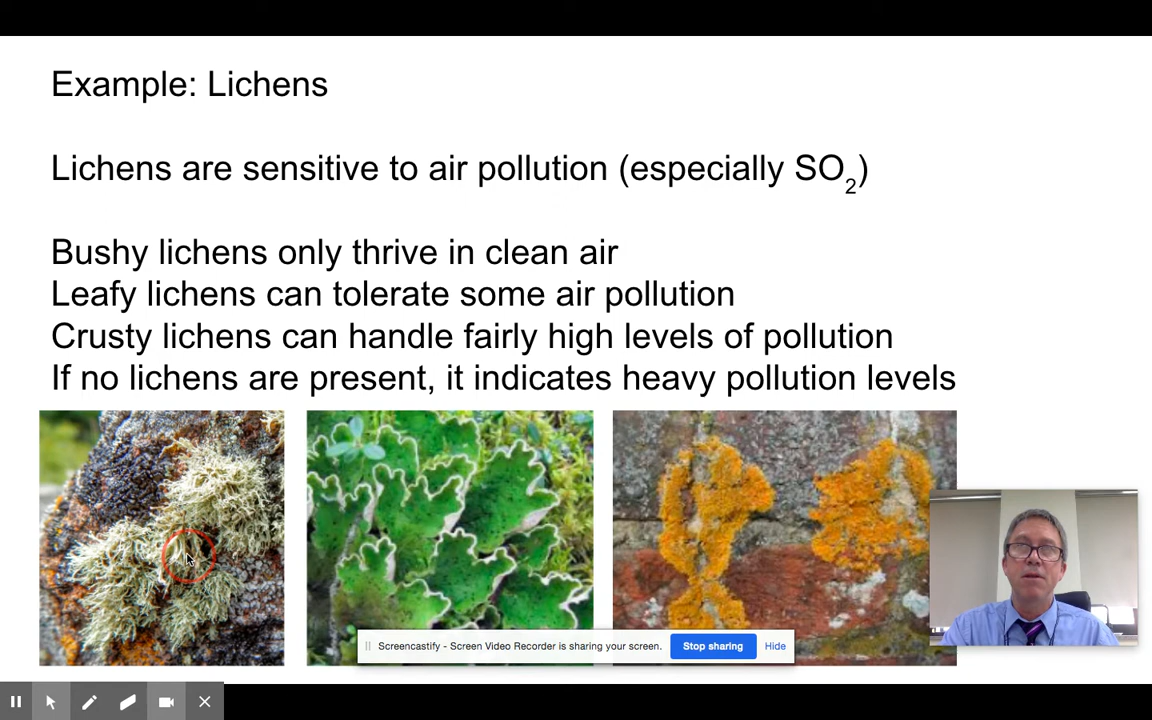 Example: Lichens
Lichens are sensitive to air pollution (especially SO₂)
Bushy lichens only thrive in clean air
Leafy lichens can tolerate some air pollution
Crusty lichens can handle fairly high levels of pollution
If no lichens are present, it indicates heavy pollution levels
Screencastify - Screen Video Recorder is sharing your screen. Stop sharing Hide